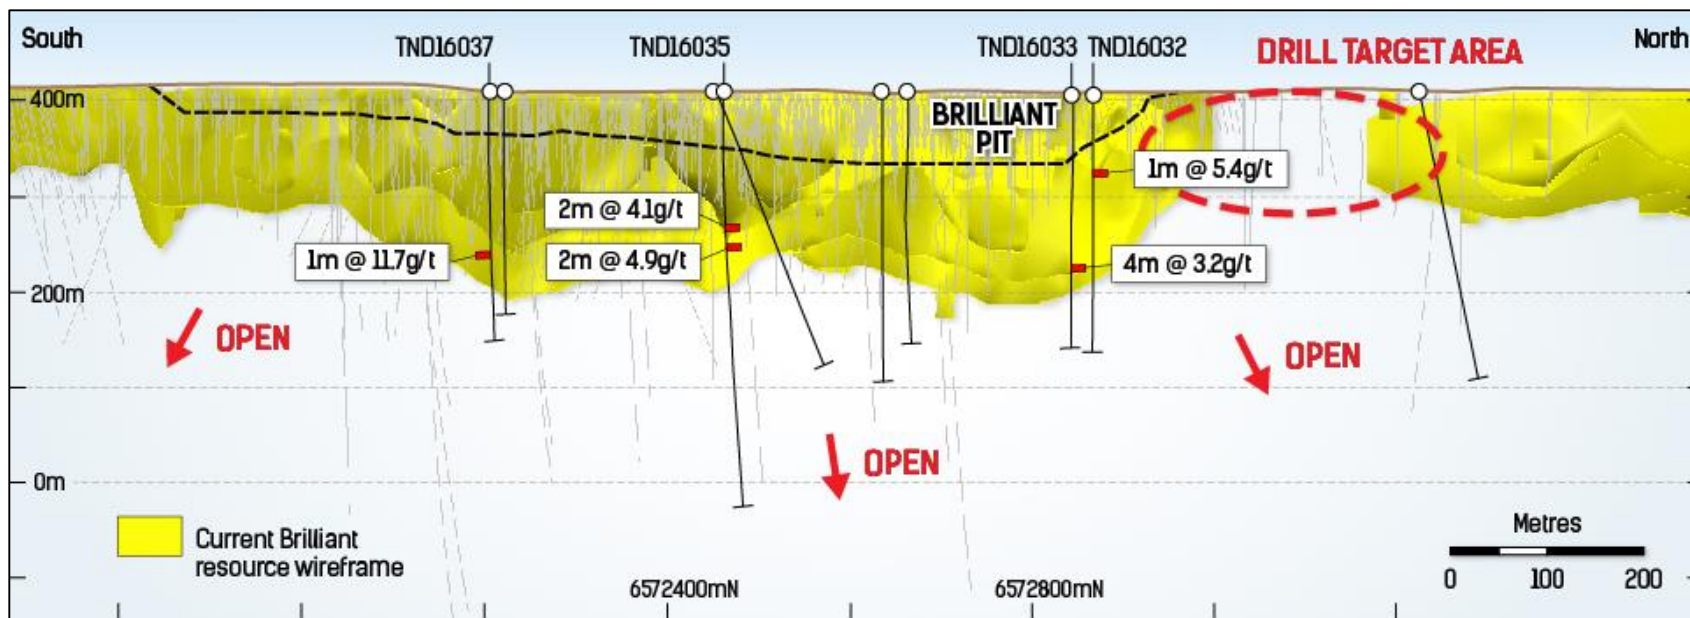 South
North
TND16037
TND16035
TND16033
TND16032
DRILL TARGET AREA
400m
BRILLIANT
PIT
1m @ 5.4g/t
2m @ 4.1g/t
1m @ 11.7g/t
2m @ 4.9g/t
4m @ 3.2g/t
200m
OPEN
OPEN
OPEN
0m
Current Brilliant
resource wireframe
Metres
0 100 200
6572400mN
6572800mN